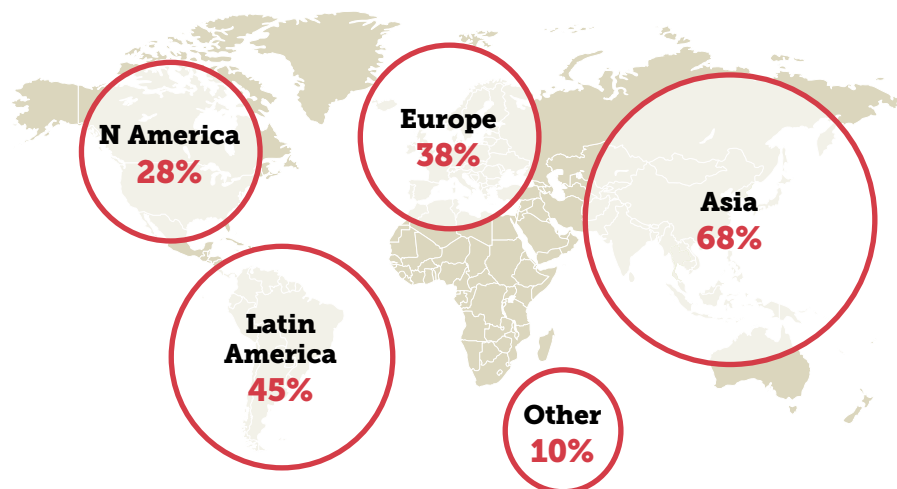 N America
28%
Europe
38%
Asia
68%
Latin
America
45%
Other
10%